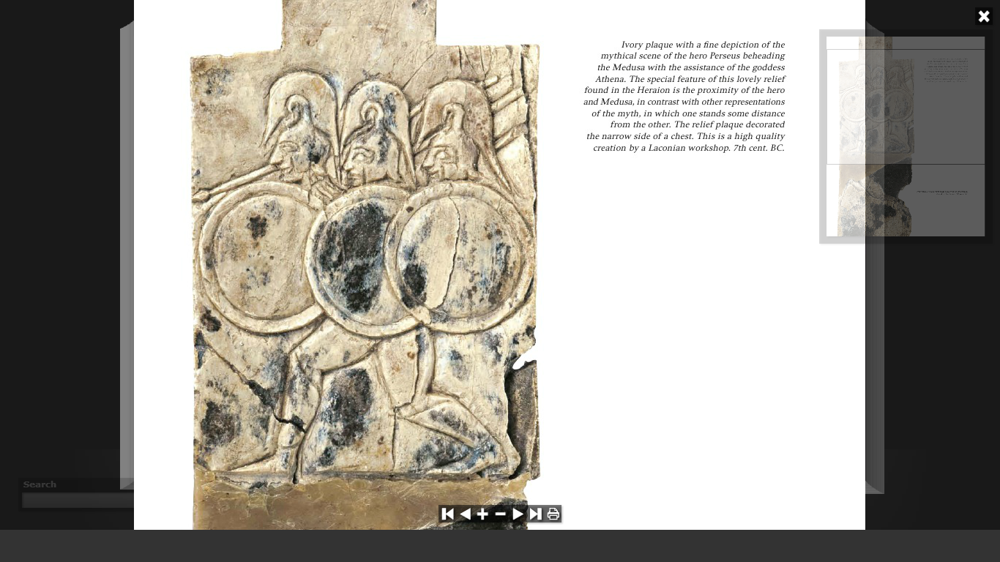 Ivory plaque with a fine depiction of the
mythical scene of the hero Perseus beheading
the Medusa with the assistance of the goddess
Athena. The special feature of this lovely relief
found in the Heraion is the proximity of the hero
and Medusa, in contrast with other representations
of the myth, in which one stands some distance
from the other. The relief plaque decorated
the narrow side of a chest. This is a high quality
creation by a Laconian workshop. 7th cent. BC.
Search